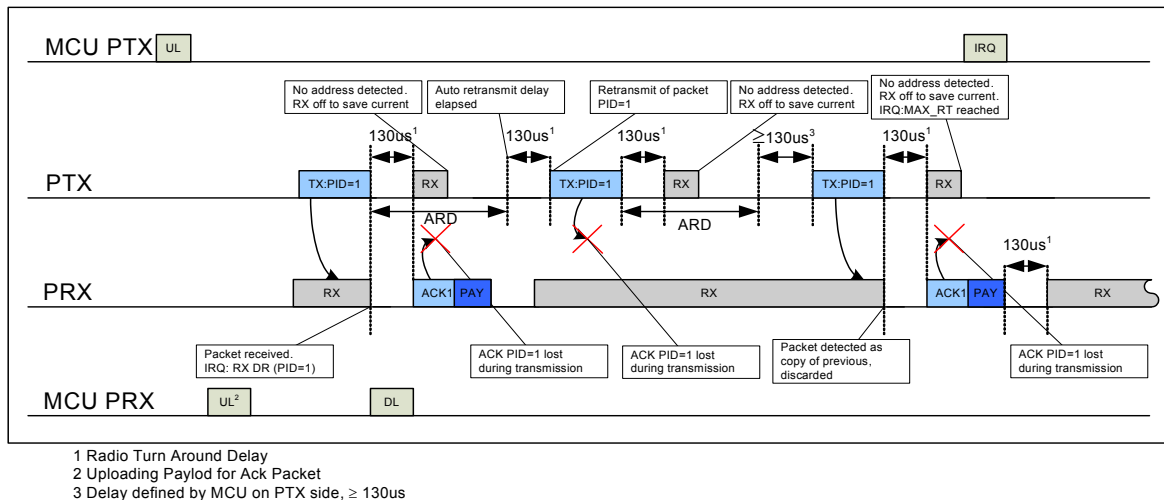 MCU PTX
UL
IRQ
No address detected.
RX off to save current
Auto retransmit delay
elapsed
Retransmit of packet
PID=1
No address detected.
RX off to save current
No address detected.
RX off to save current.
IRQ:MAX_RT reached
130us1
130us1
130us1
≥130us3
130us1
PTX
TX:PID=1
RX
TX:PID=1
RX
TX:PID=1
RX
ARD
ARD
130us1
PRX
RX
ACK1
PAY
RX
ACK1
PAY
RX
Packet received.
IRQ: RX DR (PID=1)
ACK PID=1 lost
during transmission
ACK PID=1 lost
during transmission
Packet detected as
copy of previous,
discarded
ACK PID=1 lost
during transmission
MCU PRX
UL2
DL
1 Radio Turn Around Delay
2 Uploading Paylod for Ack Packet
3 Delay defined by MCU on PTX side, ≥ 130us